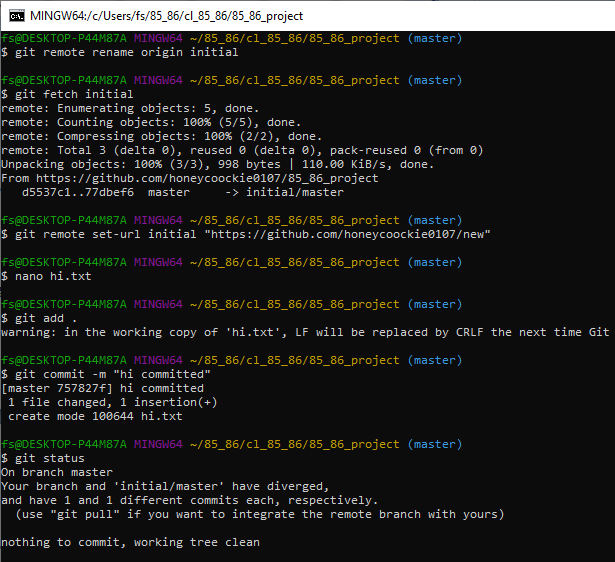 MINGW64:/c/Users/fs/85_86/cl_85_86/85_86_project
fs@DESKTOP-P44M87A MINGW64 ~/85_86/cl_85_86/85_86_project (master)
$ git remote rename origin initial
fs@DESKTOP-P44M87A MINGW64 ~/85_86/cl_85_86/85_86_project (master)
$ git fetch initial
remote: Enumerating objects: 5, done.
remote: Counting objects: 100% (5/5), done.
remote: Compressing objects: 100% (2/2), done.
remote: Total 3 (delta 0), reused 0 (delta 0), pack-reused 0 (from 0)
Unpacking objects: 100% (3/3), 998 bytes | 110.00 KiB/s, done.
From https://github.com/honeycoockie0107/85_86_project
   d5537c1..77dbef6  master     -> initial/master
fs@DESKTOP-P44M87A MINGW64 ~/85_86/cl_85_86/85_86_project (master)
$ git remote set-url initial "https://github.com/honeycoockie0107/new"
fs@DESKTOP-P44M87A MINGW64 ~/85_86/cl_85_86/85_86_project (master)
$ nano hi.txt
fs@DESKTOP-P44M87A MINGW64 ~/85_86/cl_85_86/85_86_project (master)
$ git add .
warning: in the working copy of 'hi.txt', LF will be replaced by CRLF the next time Git
fs@DESKTOP-P44M87A MINGW64 ~/85_86/cl_85_86/85_86_project (master)
$ git commit -m "hi committed"
[master 757827f] hi committed
 1 file changed, 1 insertion(+)
 create mode 100644 hi.txt
fs@DESKTOP-P44M87A MINGW64 ~/85_86/cl_85_86/85_86_project (master)
$ git status
On branch master
Your branch and 'initial/master' have diverged,
and have 1 and 1 different commits each, respectively.
  (use "git pull" if you want to integrate the remote branch with yours)
nothing to commit, working tree clean